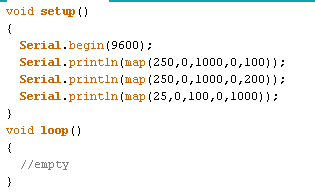 void setup()
{
  Serial.begin(9600);
  Serial.println(map(250,0,1000,0,100));
  Serial.println(map(250,0,1000,0,200));
  Serial.println(map(25,0,100,0,1000));
}
void loop()
{
  //empty
}